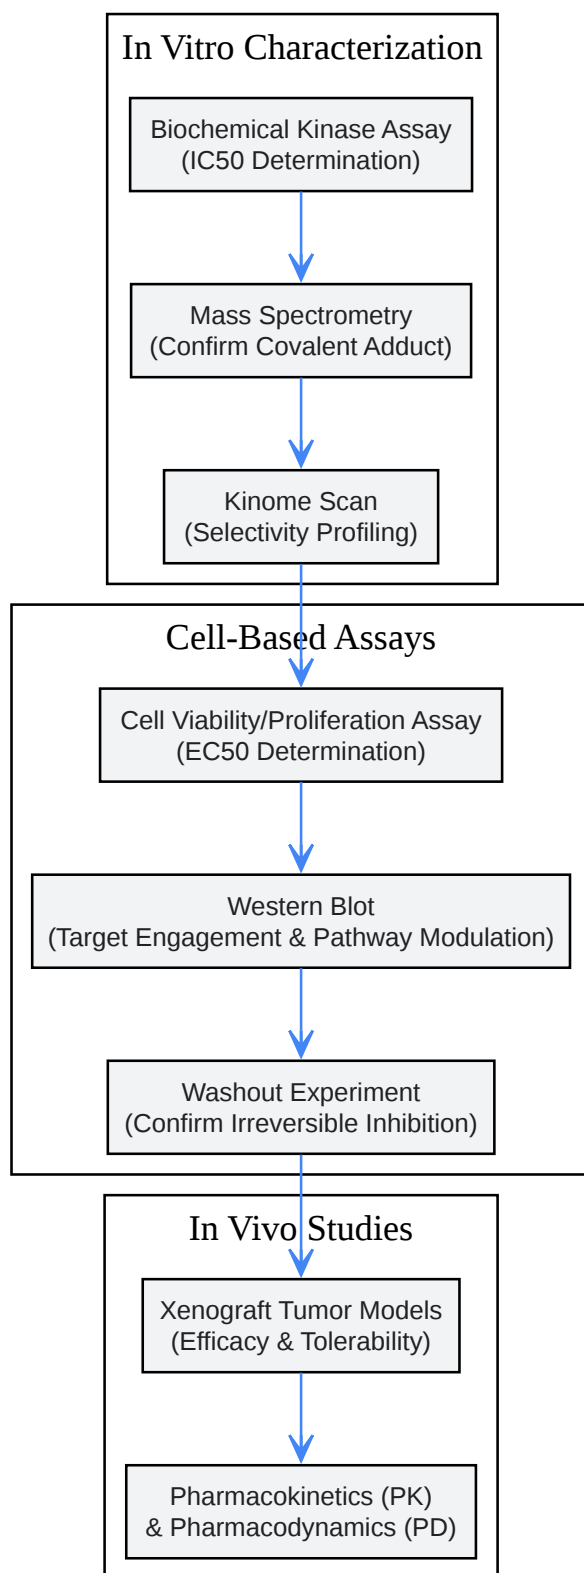 In Vitro Characterization
Biochemical Kinase Assay
(IC50 Determination)
Mass Spectrometry
(Confirm Covalent Adduct)
Kinome Scan
(Selectivity Profiling)
Cell-Based Assays
Cell Viability/Proliferation Assay
(EC50 Determination)
Western Blot
(Target Engagement & Pathway Modulation)
Washout Experiment
(Confirm Irreversible Inhibition)
In Vivo Studies
Xenograft Tumor Models
(Efficacy & Tolerability)
Pharmacokinetics (PK)
& Pharmacodynamics (PD)